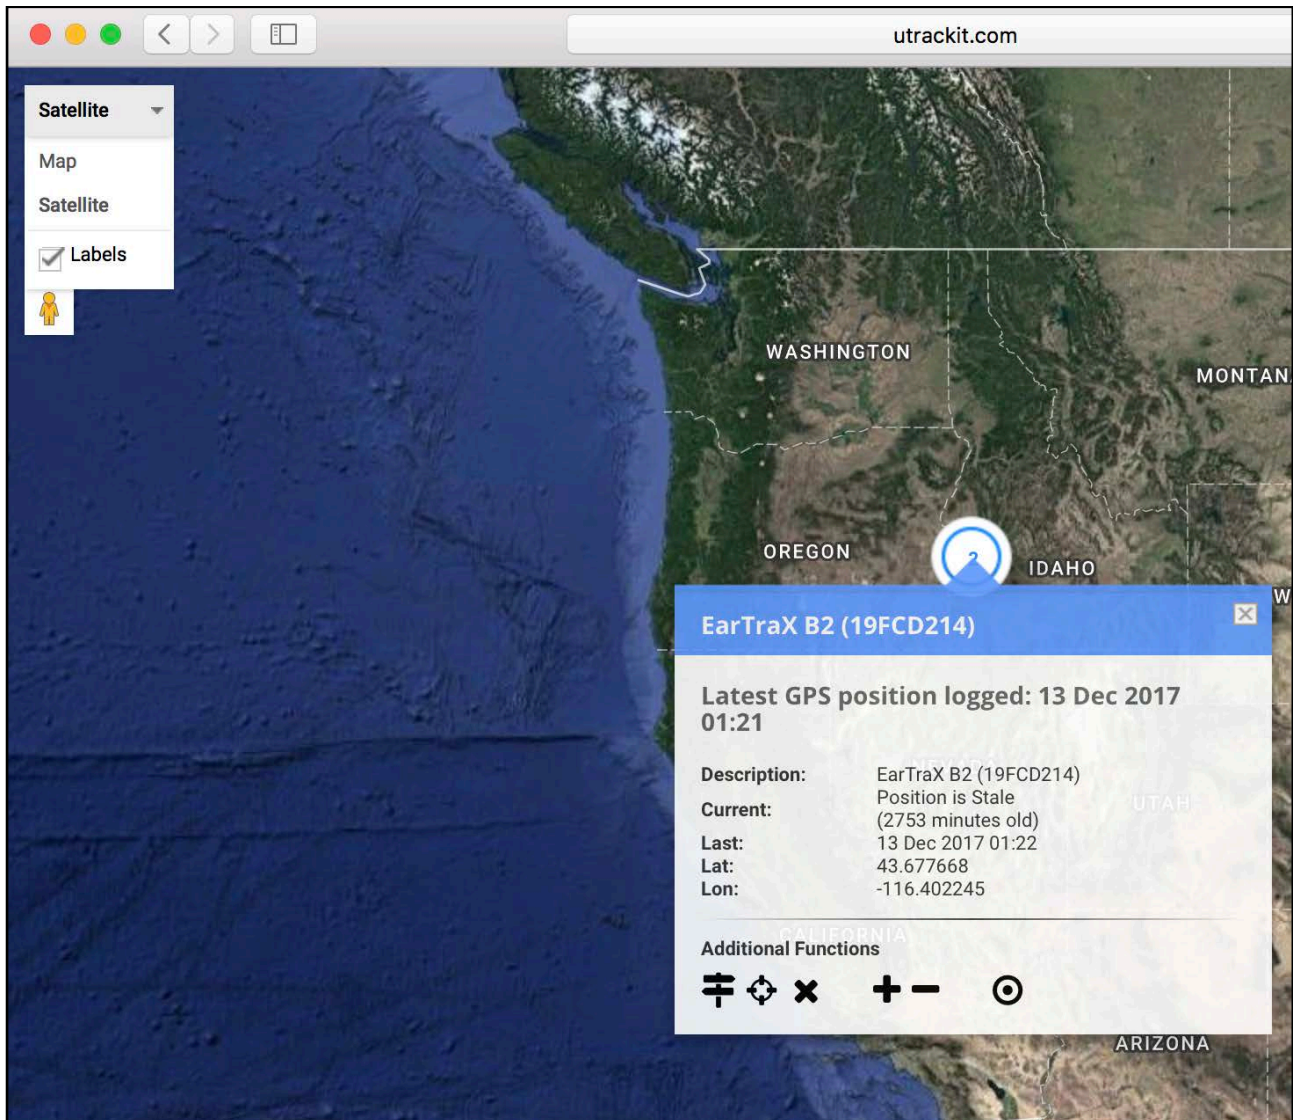 utrackit.com
Satellite
Map
Satellite
Labels
WASHINGTON
MONTAN
OREGON
2
IDAHO
W
EarTraX B2 (19FCD214)
Latest GPS position logged: 13 Dec 2017
01:21
NEVADA
Description: EarTraX B2 (19FCD214)
Current: Position is Stale
(2753 minutes old)
UTAH
Last: 13 Dec 2017 01:22
Lat: 43.677668
Lon: -116.402245
CALIFORNIA
Additional Functions
ARIZONA